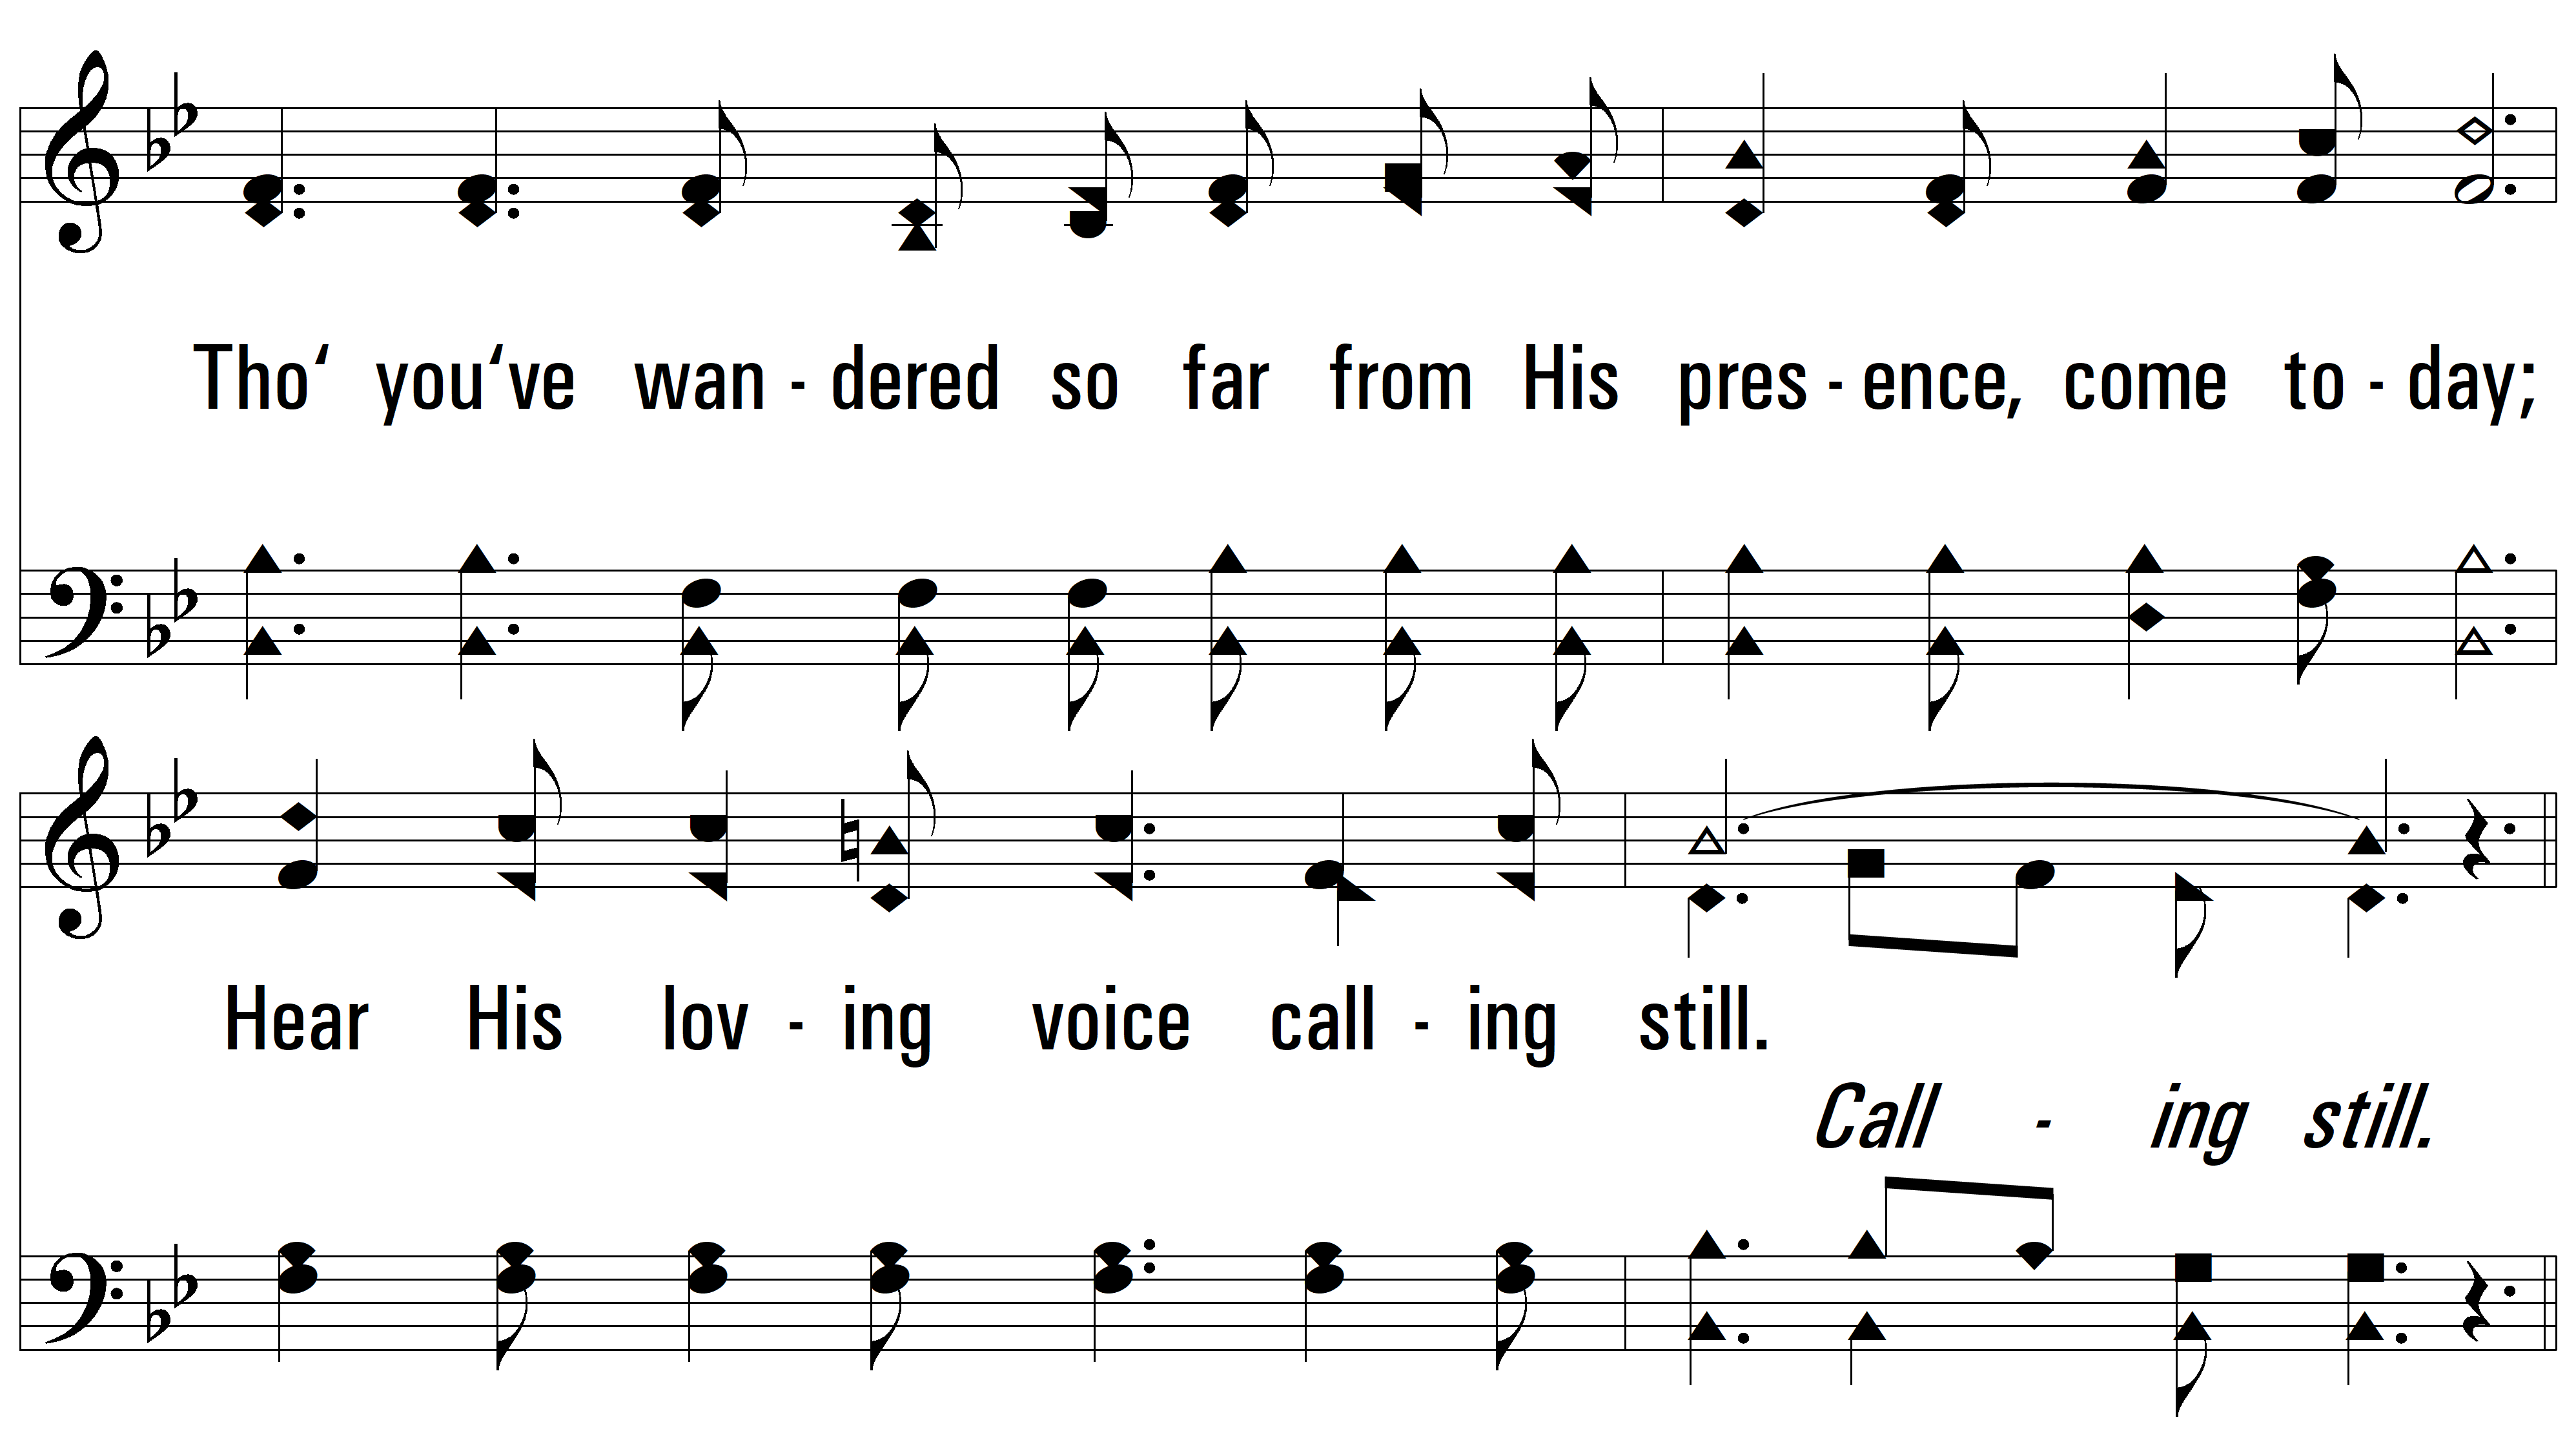 Tho‘ you‘ve wan - dered so far from His pres - ence, come to - day;
Hear His lov - ing voice call - ing still.
Call - ing still.